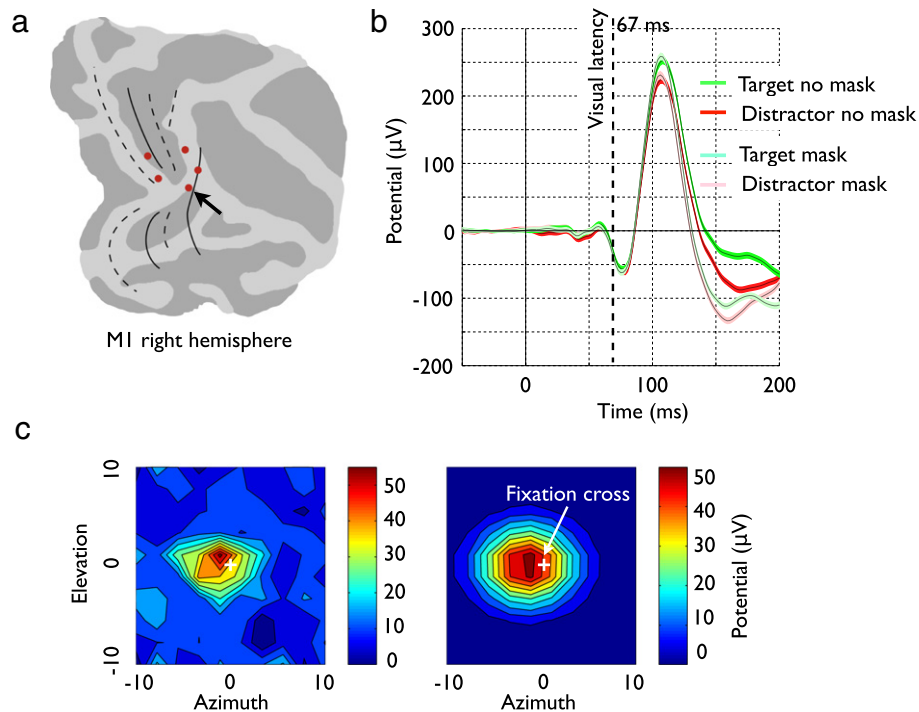 a
M1 right hemisphere
b
Visual latency
67 ms
300
200
100
0
-100
-200
Potential (µV)
0
100
200
Time (ms)
Target no mask
Distractor no mask
Target mask
Distractor mask
c
Elevation
10
0
-10
-10
0
10
Azimuth
50
40
30
20
10
0
Fixation cross
-10
0
10
Azimuth
50
40
30
20
10
0
Potential (µV)